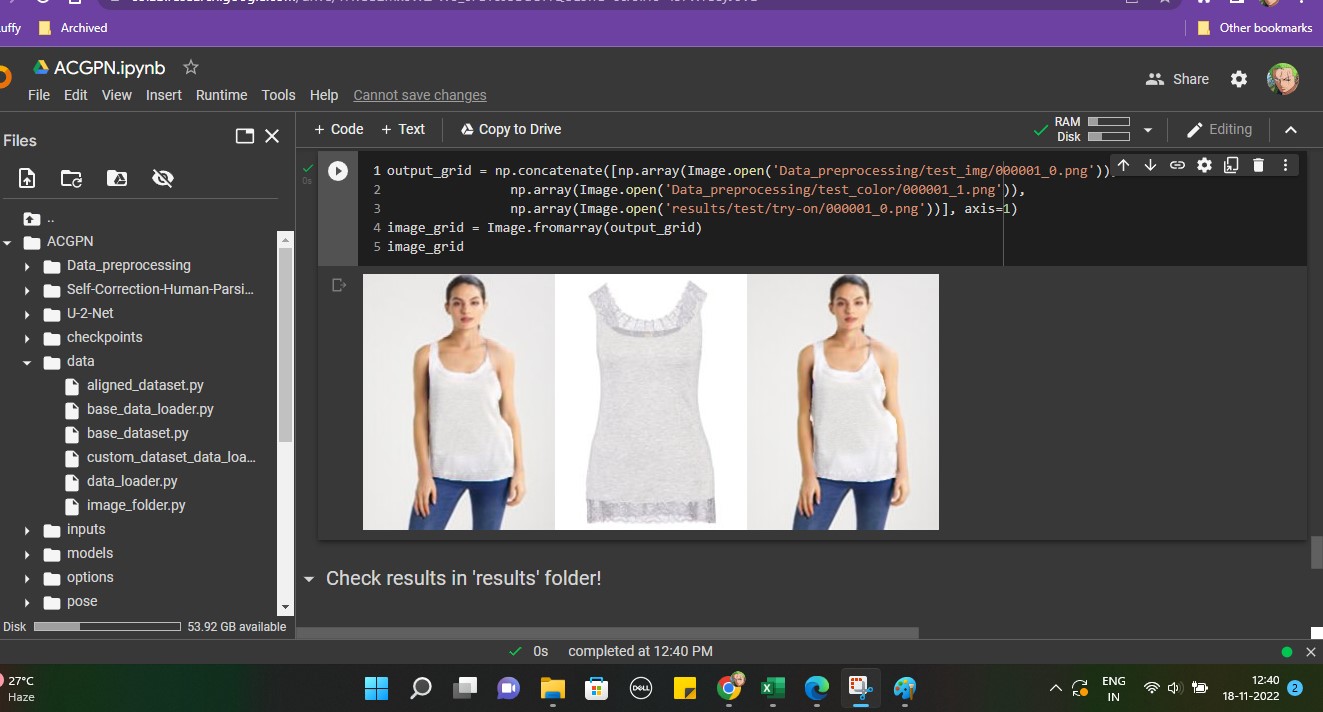 uffy
Archived
Other bookmarks
ACGPN.ipynb
Share
File Edit View Insert Runtime Tools Help Cannot save changes
Files
+ Code + Text Copy to Drive
RAM
Disk
Editing
0s
1 output_grid = np.concatenate([np.array(Image.open('Data_preprocessing/test_img/000001_0.png')),
2 np.array(Image.open('Data_preprocessing/test_color/000001_1.png')),
3 np.array(Image.open('results/test/try-on/000001_0.png'))], axis=1)
4 image_grid = Image.fromarray(output_grid)
5 image_grid
..
ACGPN
Data_preprocessing
Self-Correction-Human-Parsi...
U-2-Net
checkpoints
data
aligned_dataset.py
base_data_loader.py
base_dataset.py
custom_dataset_data_loa...
data_loader.py
image_folder.py
inputs
models
options
pose
Check results in 'results' folder!
Disk 53.92 GB available
0s completed at 12:40 PM
27°C
Haze
DELL
ENG
IN
12:40
18-11-2022
2